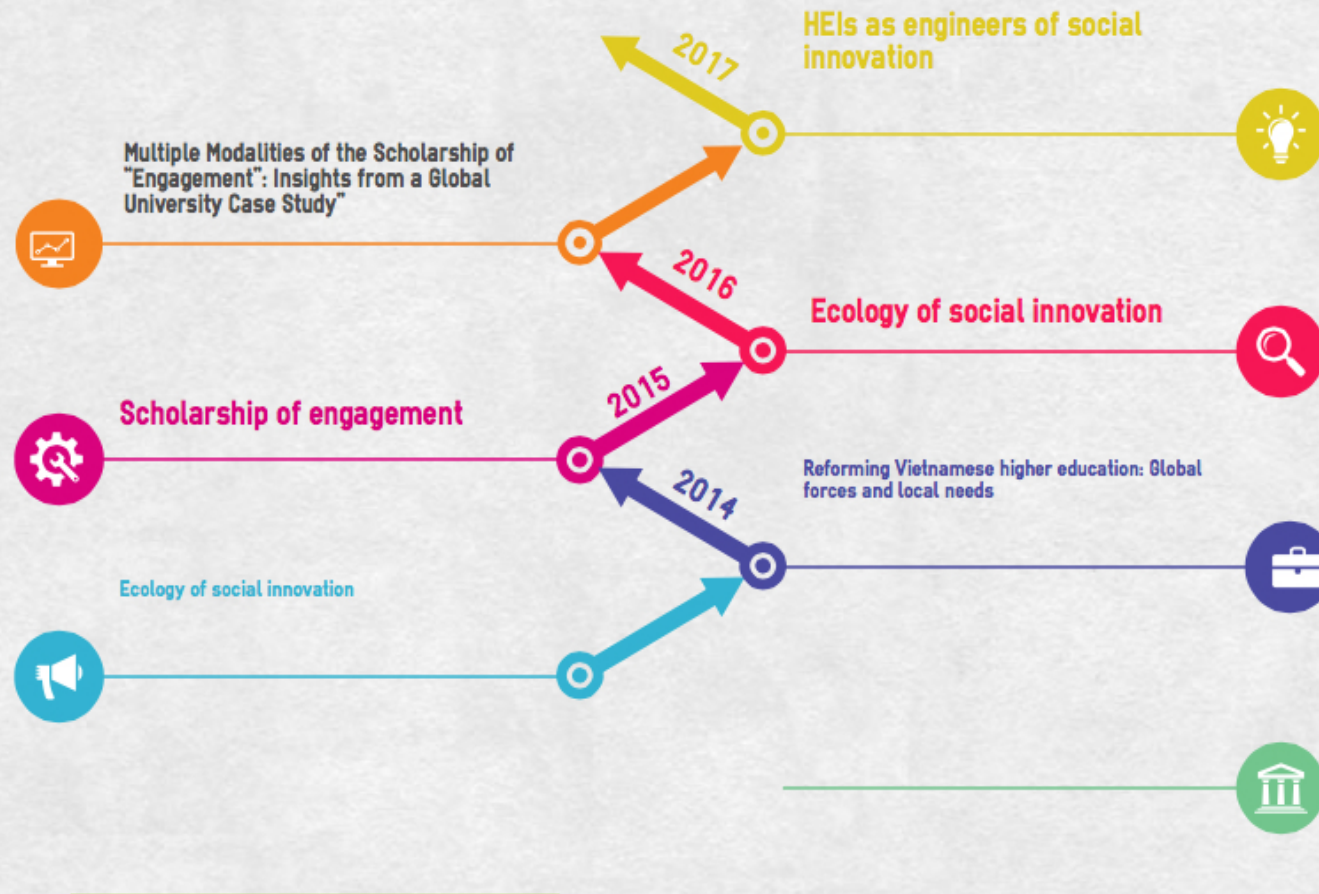 2017
HEIs as engineers of social
innovation
Multiple Modalities of the Scholarship of
"Engagement": Insights from a Global
University Case Study"
2016
Ecology of social innovation
2015
Scholarship of engagement
2014
Reforming Vietnamese higher education: Global
forces and local needs
Ecology of social innovation